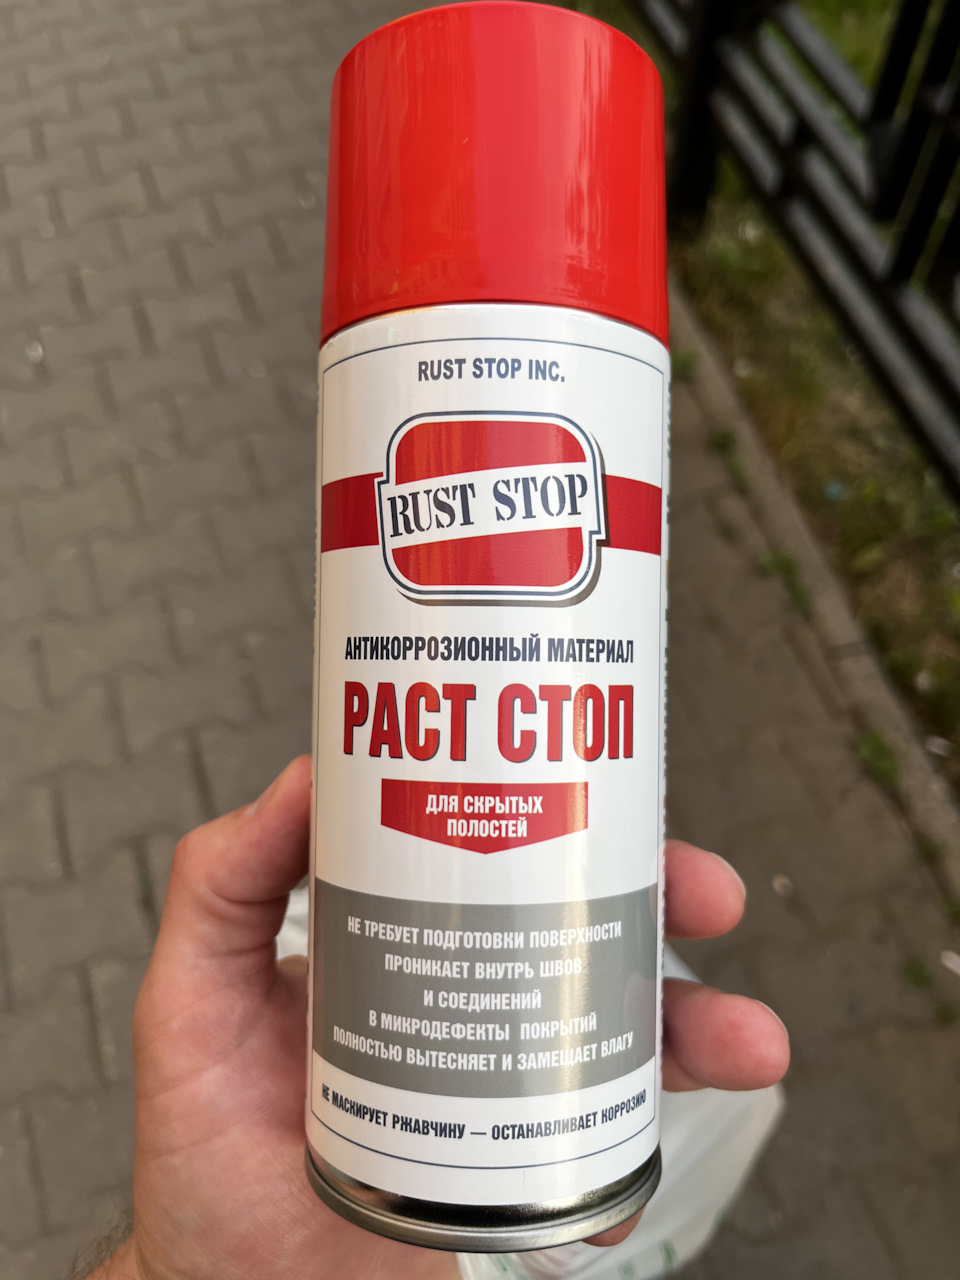 RUST STOP INC.
RUST STOP
АНТИКОРРОЗИОННЫЙ МАТЕРИАЛ
РАСТ СТОП
ДЛЯ СКРЫТЫХ
ПОЛОСТЕЙ
НЕ ТРЕБУЕТ ПОДГОТОВКИ ПОВЕРХНОСТИ
ПРОНИКАЕТ ВНУТРЬ ШВОВ
И СОЕДИНЕНИЙ
В МИКРОДЕФЕКТЫ ПОКРЫТИЙ
ПОЛНОСТЬЮ ВЫТЕСНЯЕТ И ЗАМЕЩАЕТ ВЛАГУ
НЕ МАСКИРУЕТ РЖАВЧИНУ — ОСТАНАВЛИВАЕТ КОРРОЗИЮ